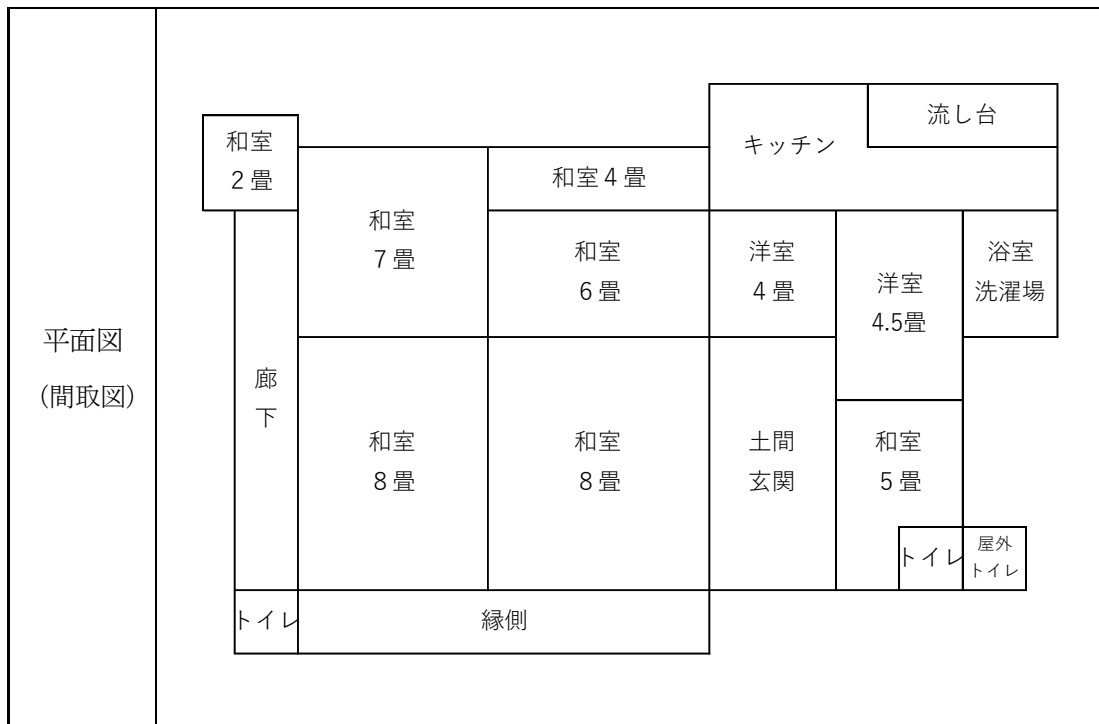 平面図
(間取図)
和室
2畳
和室
7畳
和室4畳
キッチン
流し台
和室
6畳
洋室
4畳
洋室
4.5畳
浴室
洗濯場
廊
下
和室
8畳
和室
8畳
土間
玄関
和室
5畳
トイレ
屋外
トイレ
トイレ
縁側